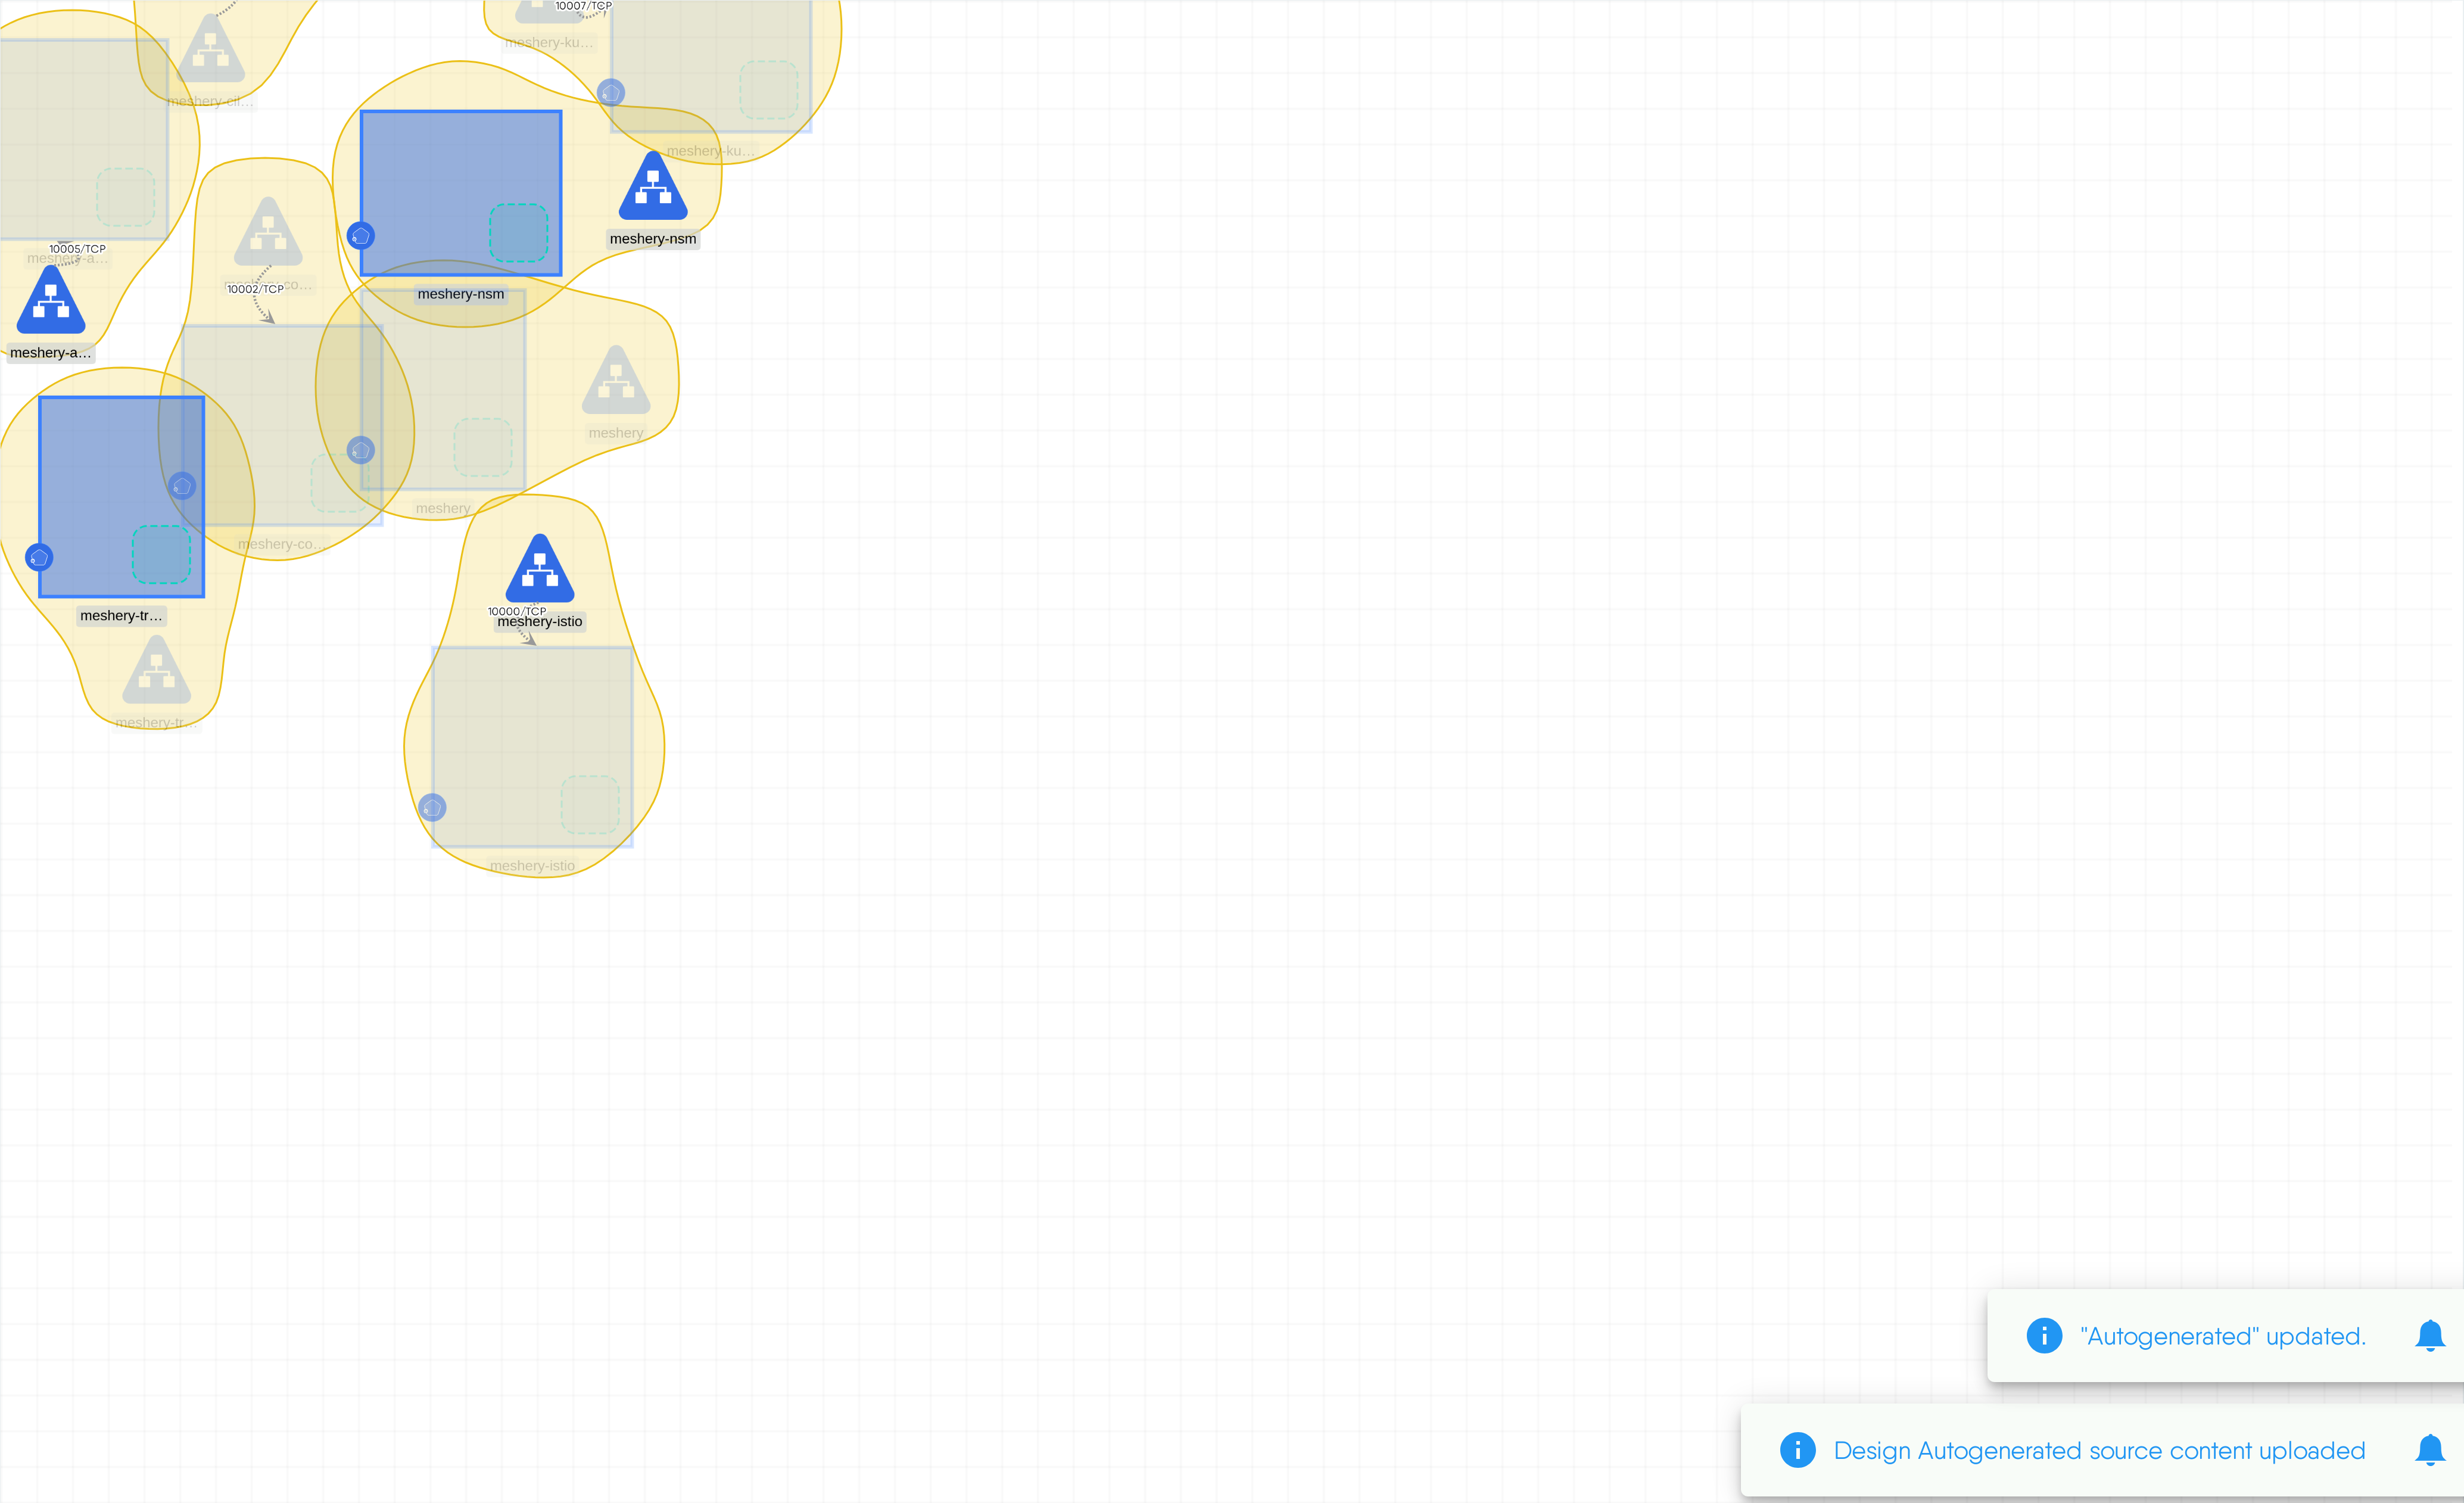 10007/TCP
meshery-ku…
meshery-cil…
meshery-ku…
meshery-nsm
10005/TCP
meshery-a…
10002/TCP
co…
meshery-nsm
meshery-a…
meshery
meshery
meshery-co…
10000/TCP
meshery-istio
meshery-tr…
meshery-tr…
meshery-istio
"Autogenerated" updated.
Design Autogenerated source content uploaded